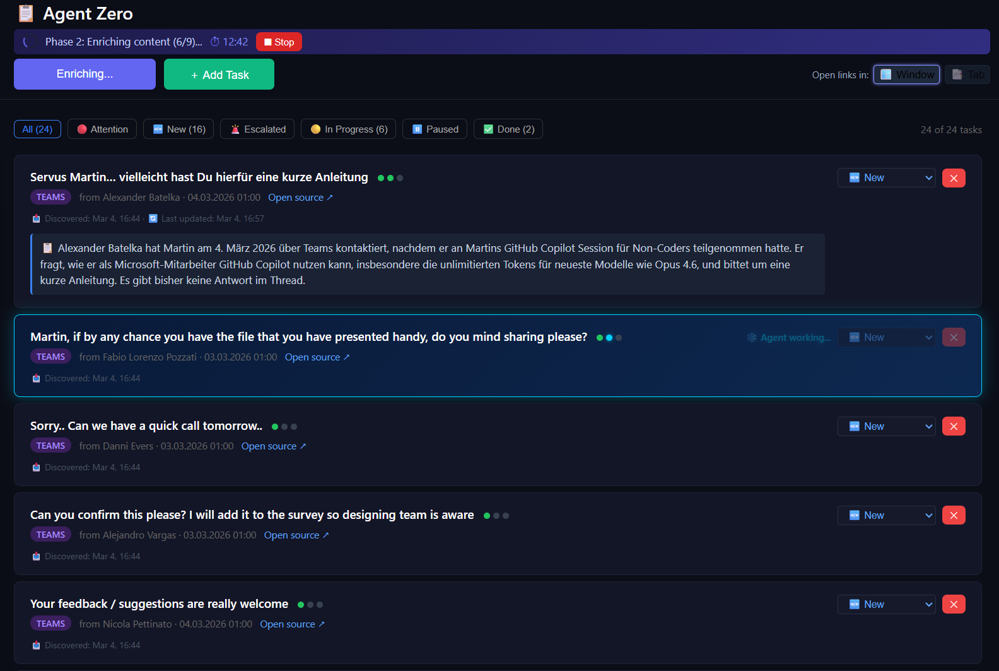 Agent Zero
Phase 2: Enriching content (6/9)... ⏱ 12:42 Stop
Enriching... + Add Task Open links in: Window Tab
All (24) Attention New (16) Escalated In Progress (6) Paused Done (2) 24 of 24 tasks
Servus Martin... vielleicht hast Du hierfür eine kurze Anleitung New
TEAMS from Alexander Batelka · 04.03.2026 01:00 Open source ↗
Discovered: Mar 4, 16:44 · Last updated: Mar 4, 16:57
Alexander Batelka hat Martin am 4. März 2026 über Teams kontaktiert, nachdem er an Martins GitHub Copilot Session für Non-Coders teilgenommen hatte. Er
fragt, wie er als Microsoft-Mitarbeiter GitHub Copilot nutzen kann, insbesondere die unlimitierten Tokens für neueste Modelle wie Opus 4.6, und bittet um eine
kurze Anleitung. Es gibt bisher keine Antwort im Thread.
Martin, if by any chance you have the file that you have presented handy, do you mind sharing please? Agent working... New
TEAMS from Fabio Lorenzo Pozzati · 03.03.2026 01:00 Open source ↗
Discovered: Mar 4, 16:44
Sorry.. Can we have a quick call tomorrow.. New
TEAMS from Danni Evers · 03.03.2026 01:00 Open source ↗
Discovered: Mar 4, 16:44
Can you confirm this please? I will add it to the survey so designing team is aware New
TEAMS from Alejandro Vargas · 03.03.2026 01:00 Open source ↗
Discovered: Mar 4, 16:44
Your feedback / suggestions are really welcome New
TEAMS from Nicola Pettinato · 04.03.2026 01:00 Open source ↗
Discovered: Mar 4, 16:44